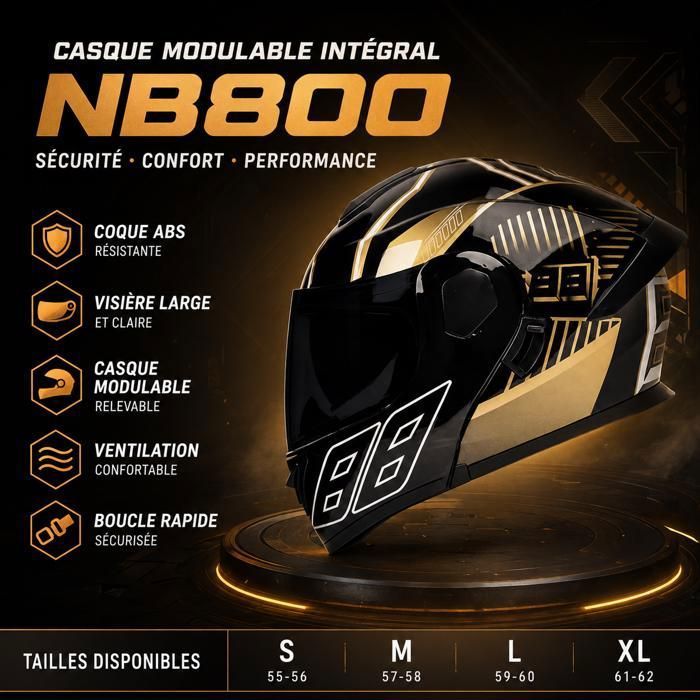 CASQUE MODULABLE INTÉGRAL
NB800
SÉCURITÉ • CONFORT • PERFORMANCE
COQUE ABS
RÉSISTANTE
VISIÈRE LARGE
ET CLAIRE
CASQUE
MODULABLE
RELEVABLE
VENTILATION
CONFORTABLE
BOUCLE RAPIDE
SÉCURISÉE
88
88
TAILLES DISPONIBLES
S
55-56
M
57-58
L
59-60
XL
61-62